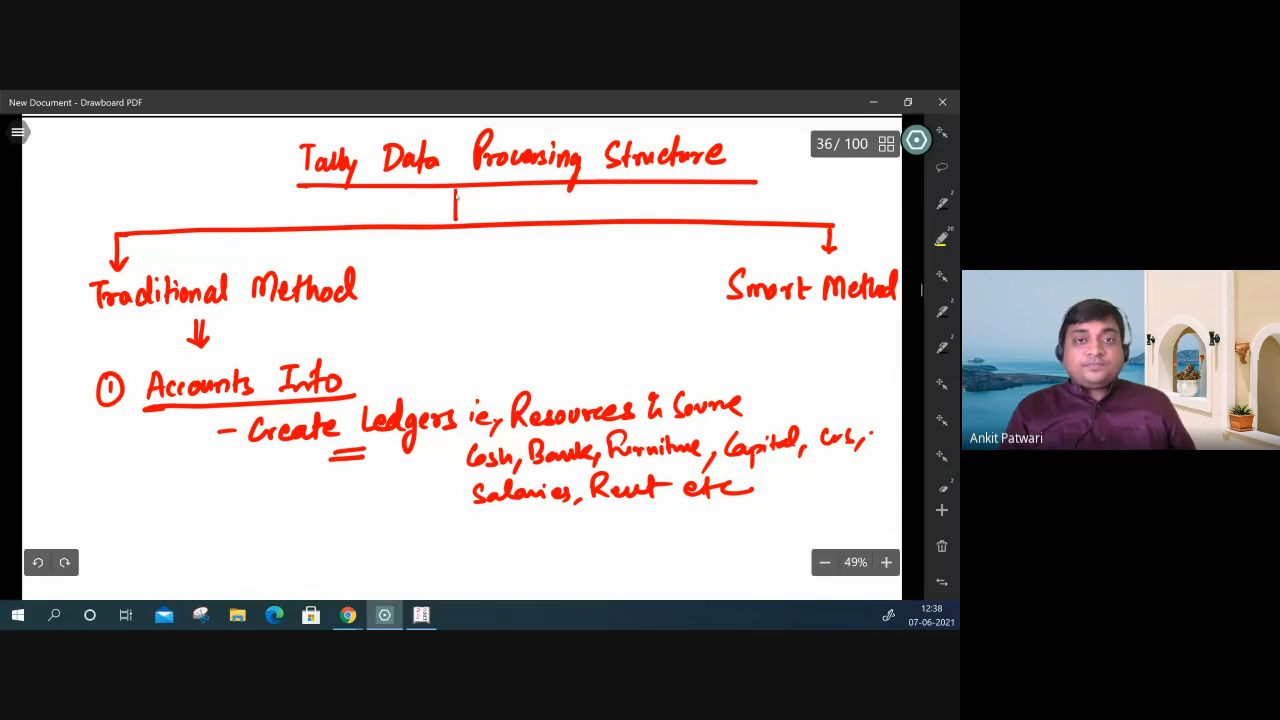 New Document - Drawboard PDF
36 / 100
Tally Data Processing Structure
Traditional Method
Smart Method
① Accounts Info
- Create Ledgers ie, Resources & Source
Cash, Bank, Furniture, Capital,
Salaries, Rent etc
Ankit Patwari
49%
12:38
07-06-2021